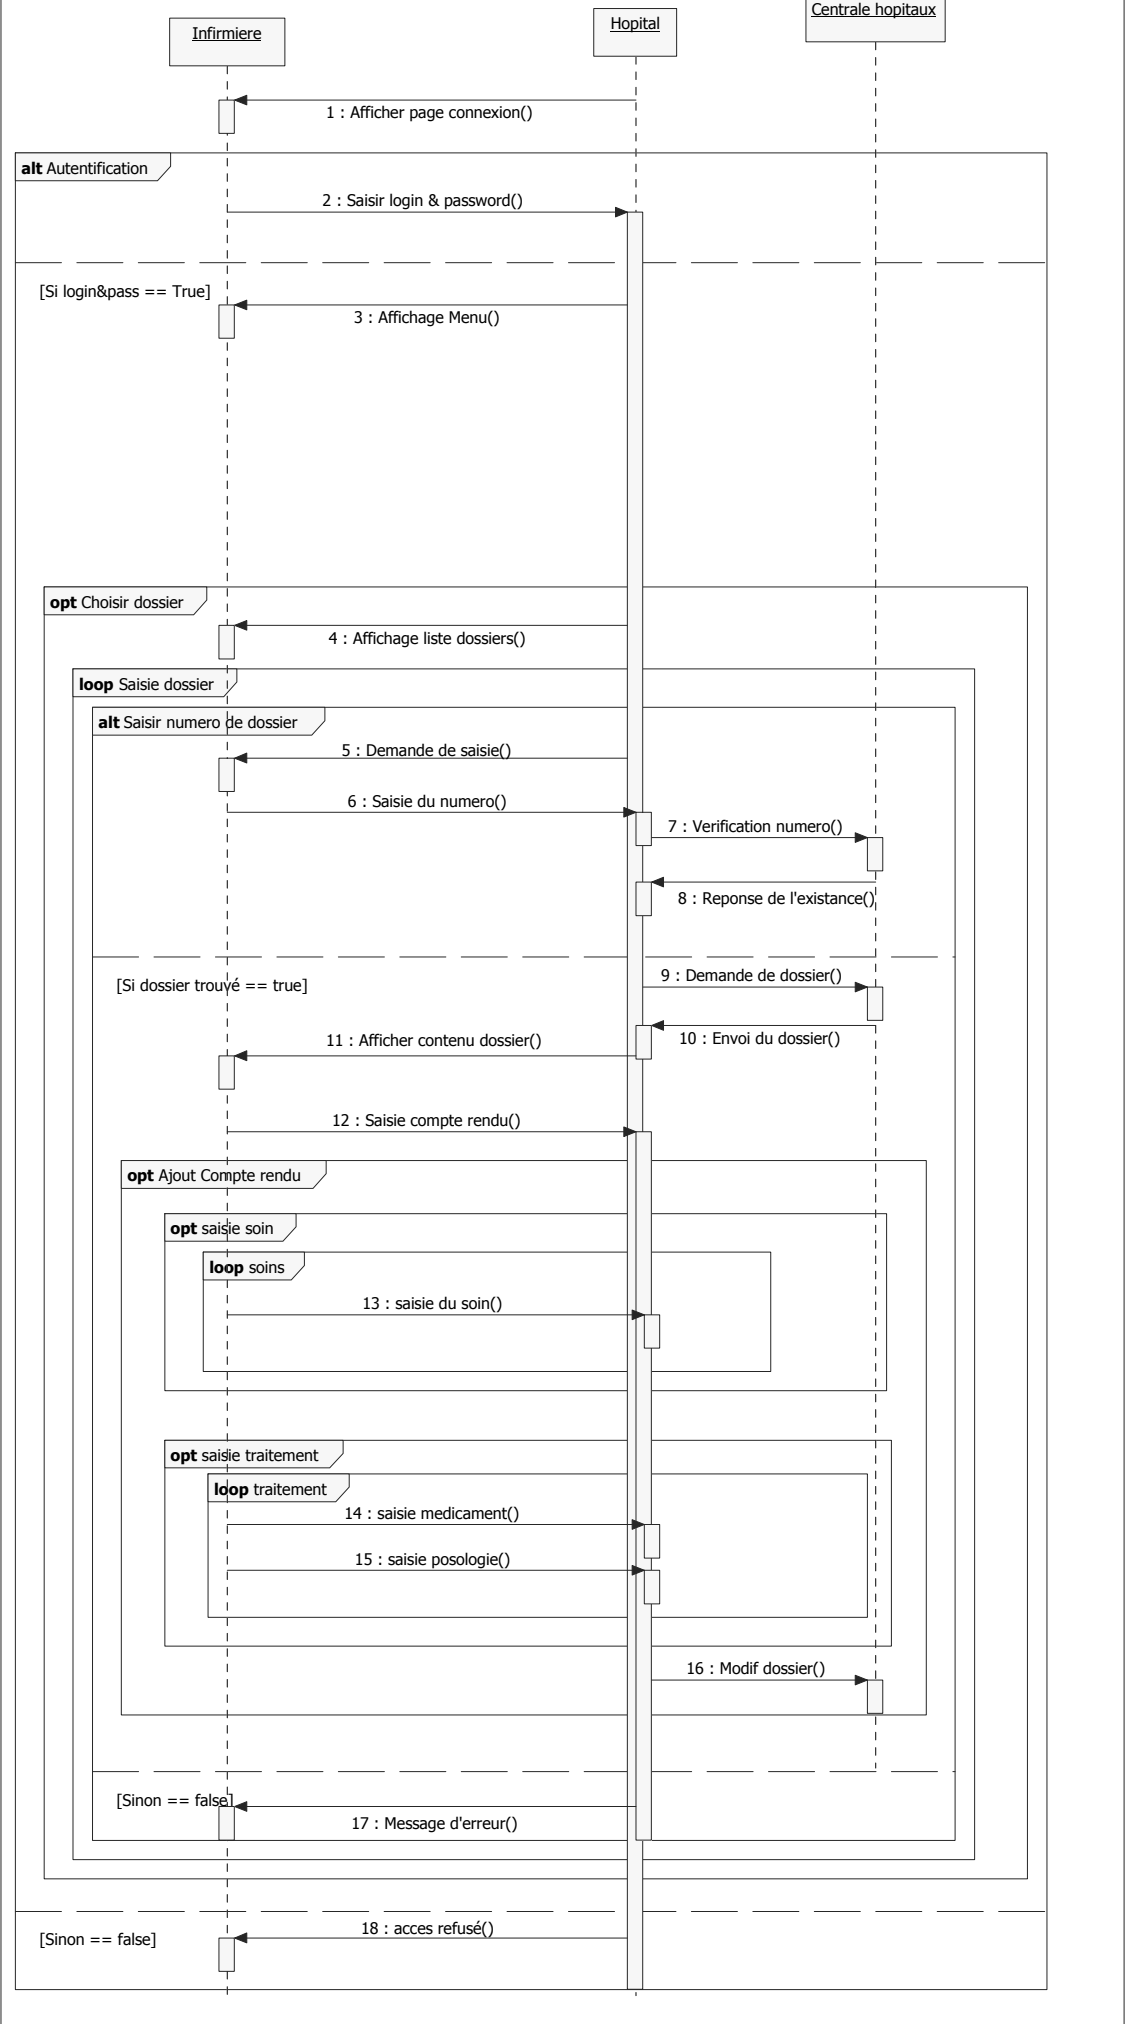 Centrale hopitaux
Hopital
Infirmiere
1 : Afficher page connexion()
alt Autentification
2 : Saisir login & password()
[Si login&pass == True]
3 : Affichage Menu()
opt Choisir dossier
4 : Affichage liste dossiers()
loop Saisie dossier
alt Saisir numero de dossier
5 : Demande de saisie()
6 : Saisie du numero()
7 : Verification numero()
8 : Reponse de l'existance()
[Si dossier trouvé == true]
9 : Demande de dossier()
10 : Envoi du dossier()
11 : Afficher contenu dossier()
12 : Saisie compte rendu()
opt Ajout Compte rendu
opt saisie soin
loop soins
13 : saisie du soin()
opt saisie traitement
loop traitement
14 : saisie medicament()
15 : saisie posologie()
16 : Modif dossier()
[Sinon == false]
17 : Message d'erreur()
18 : acces refusé()
[Sinon == false]